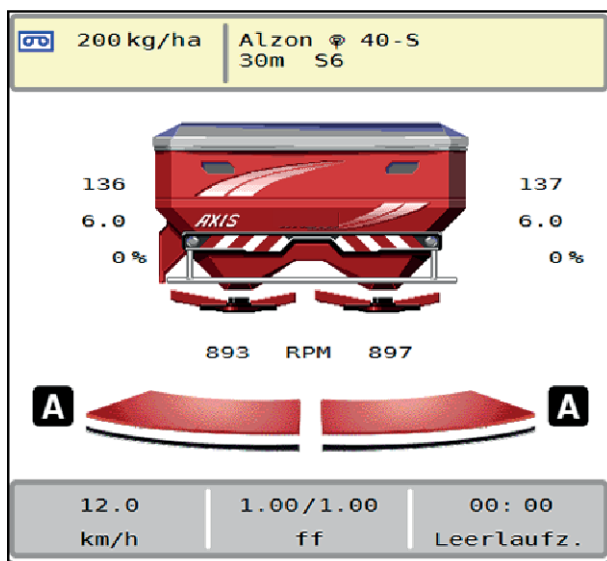 200 kg/ha Alzon 40-S
30m S6
136 137
6.0 AXIS 6.0
0 % 0 %
893 RPM 897
A A
12.0 1.00/1.00 00:00
km/h ff Leerlaufz.